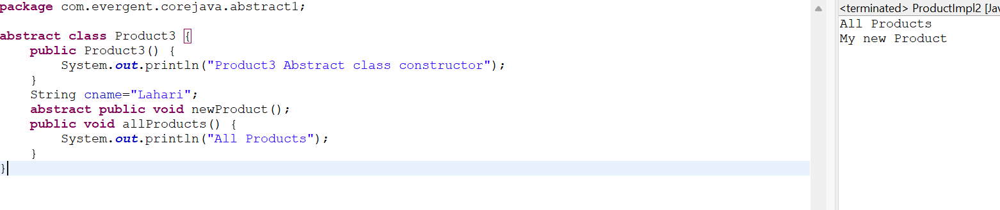 package com.evergent.corejava.abstract1;
abstract class Product3 {
public Product3() {
System.out.println("Product3 Abstract class constructor");
}
String cname="Lahari";
abstract public void newProduct();
public void allProducts() {
System.out.println("All Products");
}
}
<terminated> ProductImpl2 [Jav
All Products
My new Product